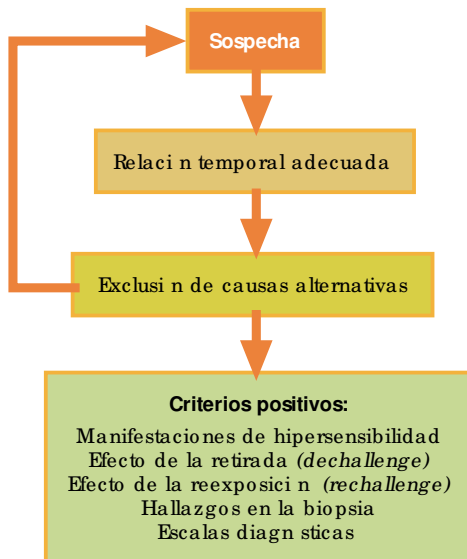 Sospecha
Relaci n temporal adecuada
Exclusi n de causas alternativas
Criterios positivos:
Manifestaciones de hipersensibilidad
Efecto de la retirada (dechallenge)
Efecto de la reexposici n (rechallenge)
Hallazgos en la biopsia
Escalas diagn sticas